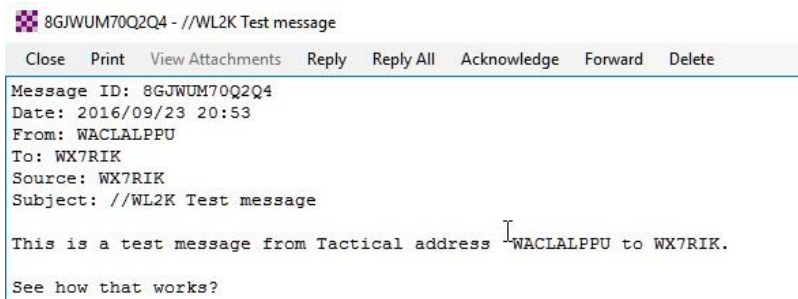 8GJWUM70Q2Q4 - //WL2K Test message
Close Print View Attachments Reply Reply All Acknowledge Forward Delete
Message ID: 8GJWUM70Q2Q4
Date: 2016/09/23 20:53
From: WACLALPPU
To: WX7RIK
Source: WX7RIK
Subject: //WL2K Test message
This is a test message from Tactical address WACLALPPU to WX7RIK.
See how that works?